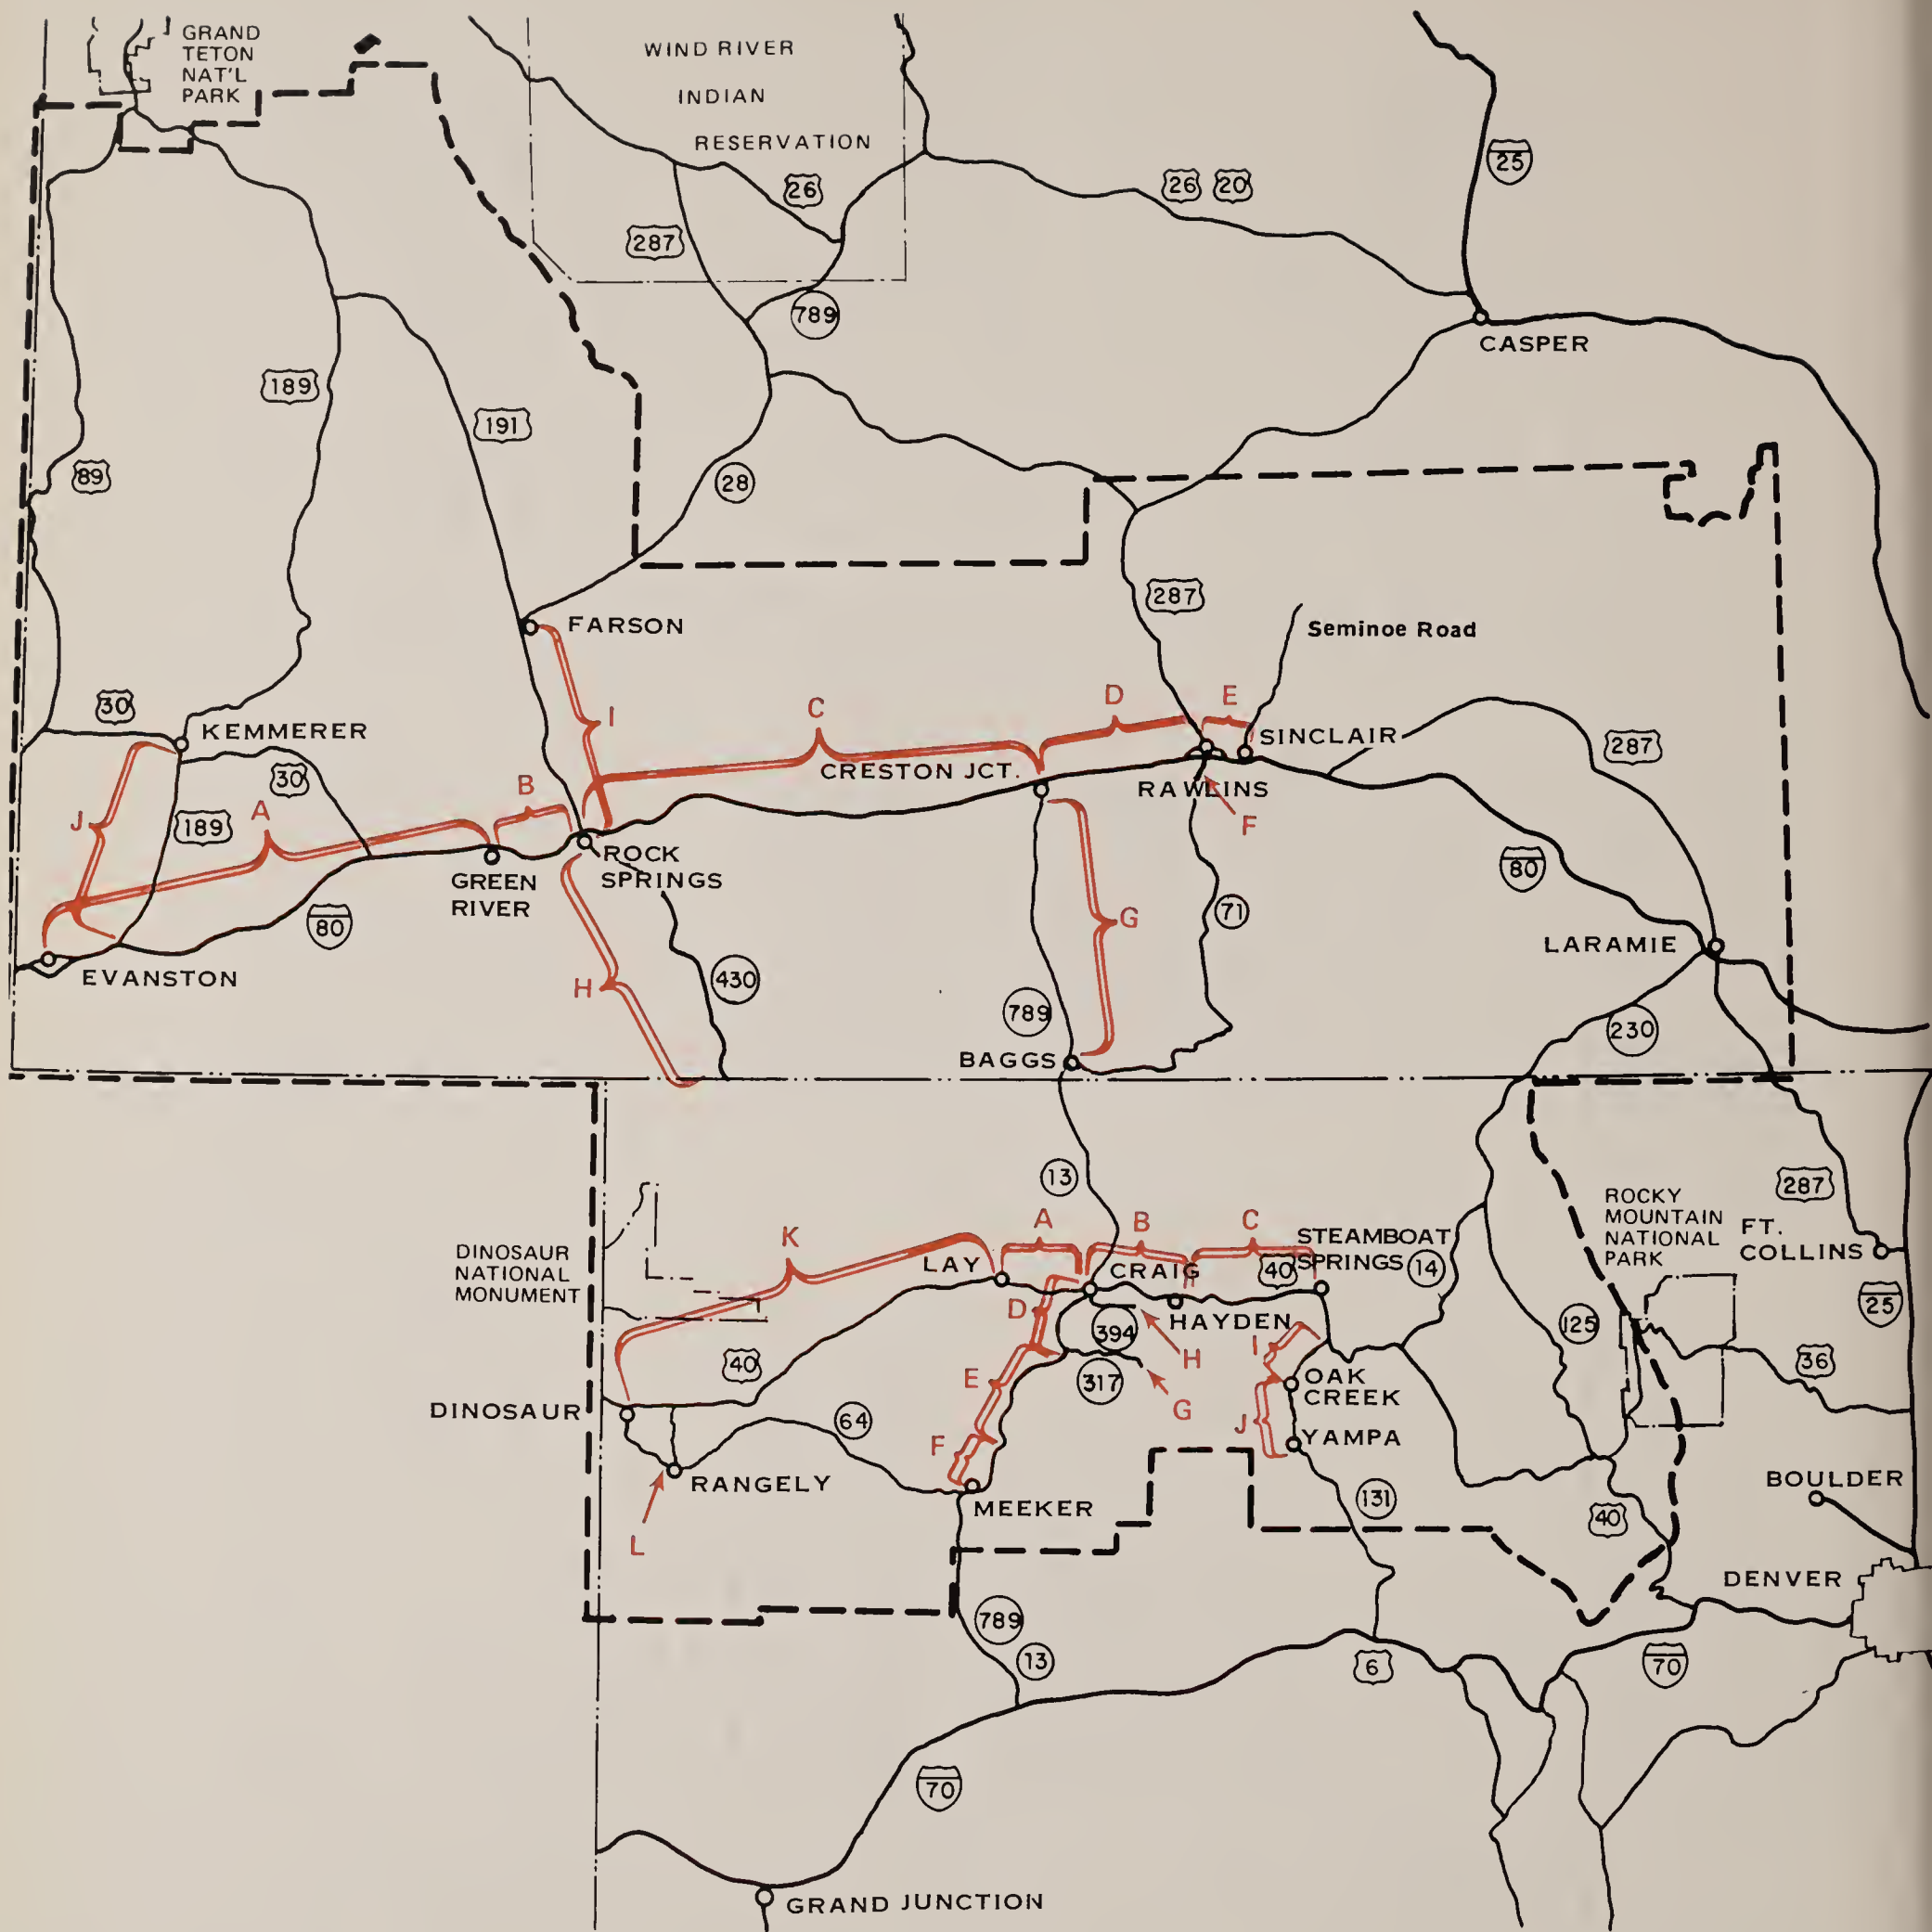 GRAND
TETON
NAT'L
PARK
WIND RIVER
INDIAN
RESERVATION
25
26
26 20
287
789
CASPER
189
191
89
28
287
FARSON
Seminoe Road
30
KEMMERER
I
C
D
E
SINCLAIR
287
30
B
CRESTON JCT.
RAWLINS
J
189
A
F
ROCK
SPRINGS
GREEN
RIVER
80
80
71
G
LARAMIE
EVANSTON
H
430
789
230
BAGGS
13
287
ROCKY
MOUNTAIN
NATIONAL
PARK
FT.
COLLINS
K
A
B
C
STEAMBOAT
SPRINGS
14
DINOSAUR
NATIONAL
MONUMENT
LAY
CRAIG
40
25
D
394
HAYDEN
125
H
I
40
E
317
G
OAK
CREEK
36
DINOSAUR
64
J
YAMPA
F
RANGELY
MEEKER
131
BOULDER
40
L
DENVER
789
13
6
70
70
GRAND JUNCTION